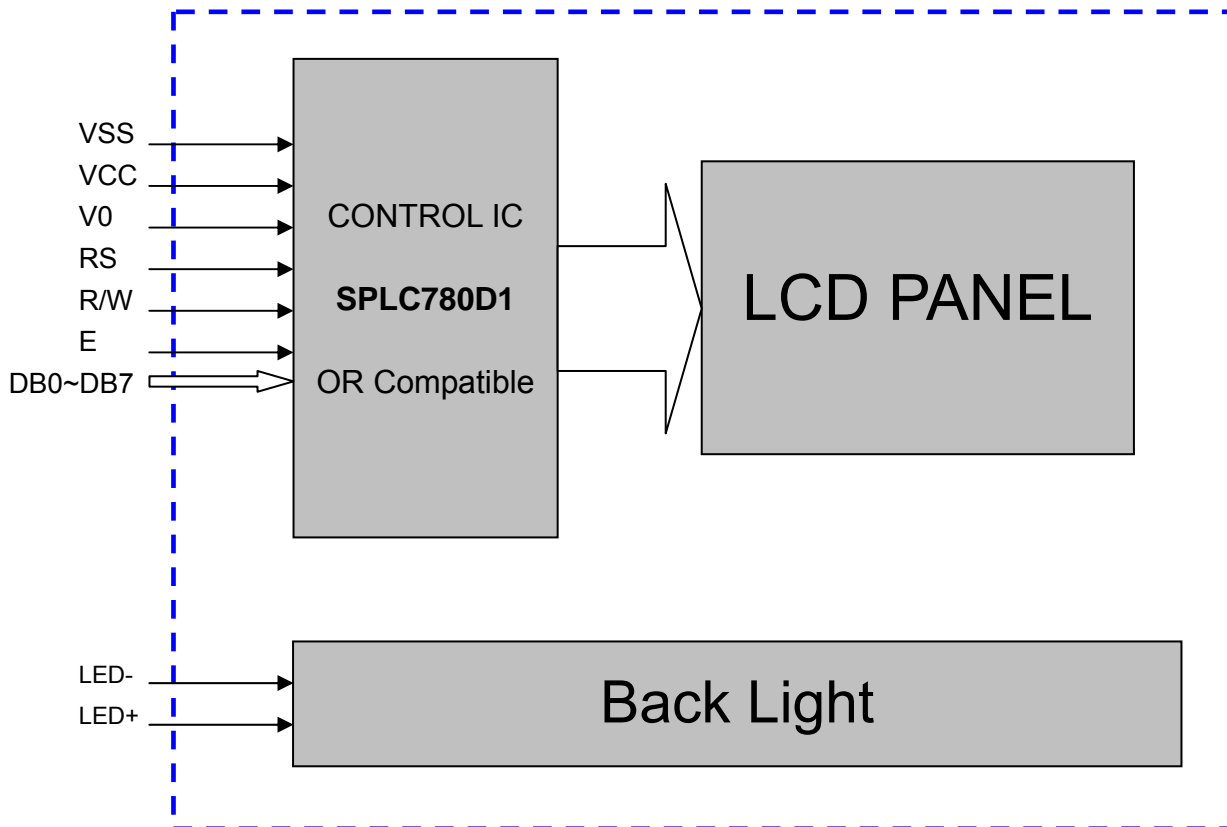 VSS
VCC
V0
RS
R/W
E
DB0~DB7
CONTROL IC
SPLC780D1
OR Compatible
LCD PANEL
LED-
LED+
Back Light